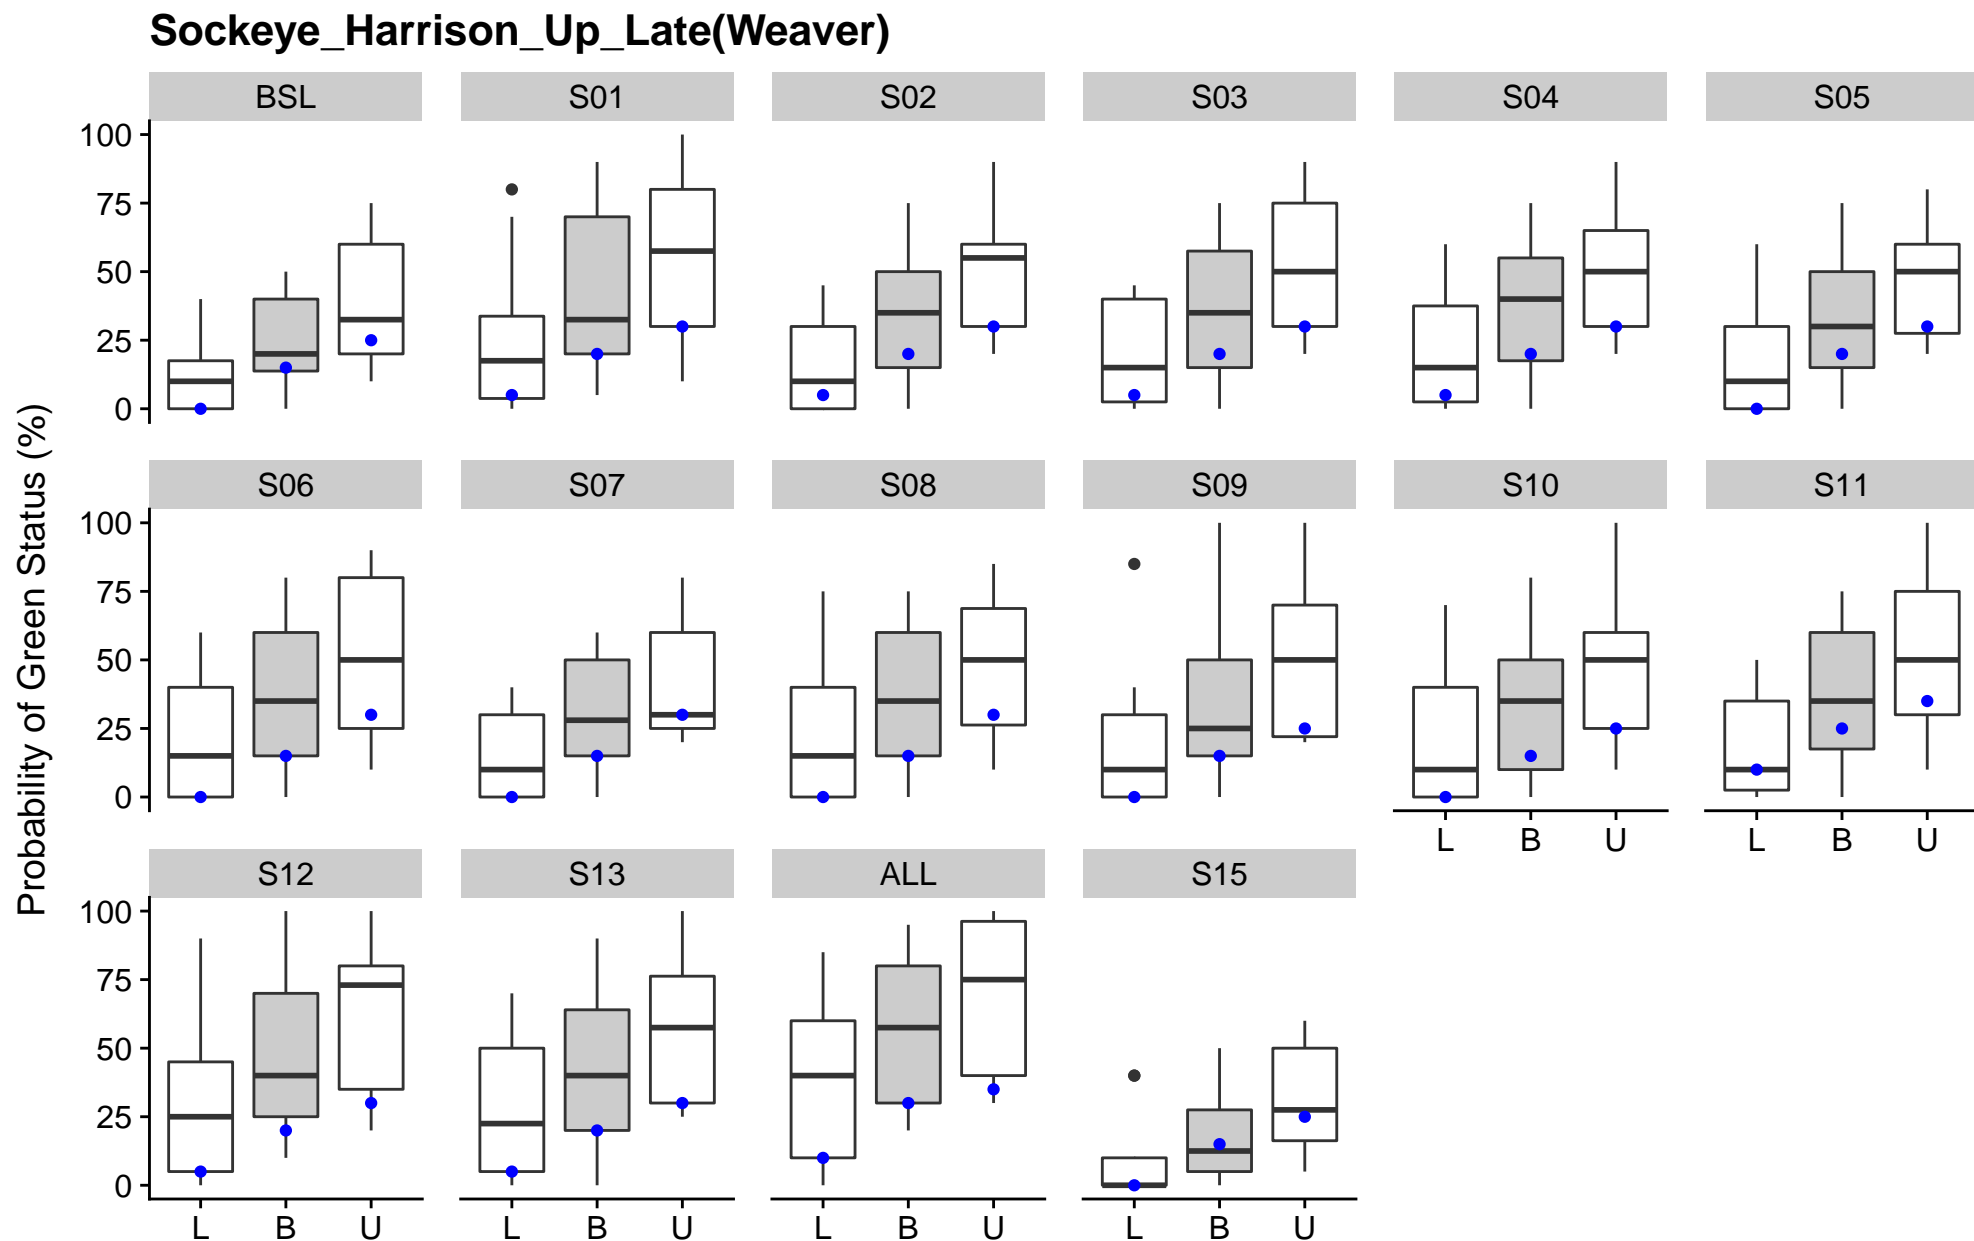 Sockeye_Harrison_Up_Late(Weaver)
BSL S01 S02 S03 S04 S05
100
75
50
25
0
S06 S07 S08 S09 S10 S11
100
75
50
25
0
L B U L B U
S12 S13 ALL S15
100
75
50
25
0
L B U L B U L B U L B U
Probability of Green Status (%)